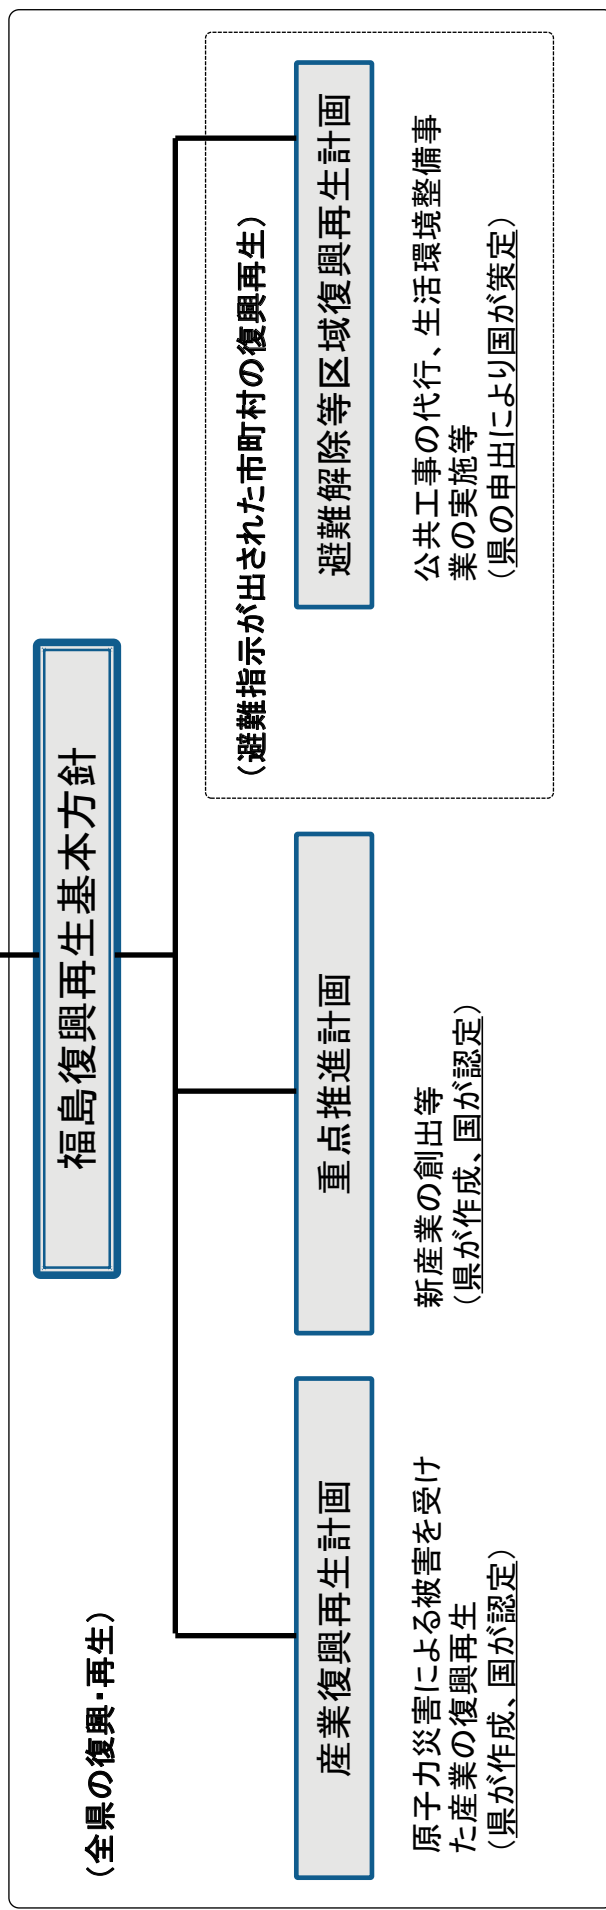 福島復興再生基本方針
(全県の復興・再生)
(避難指示が出された市町村の復興再生)
産業復興再生計画
原子力災害による被害を受け
た産業の復興再生
(県が作成、国が認定)
重点推進計画
新産業の創出等
(県が作成、国が認定)
避難解除等区域復興再生計画
公共工事の代行、生活環境整備事
業の実施等
(県の申出により国が策定)